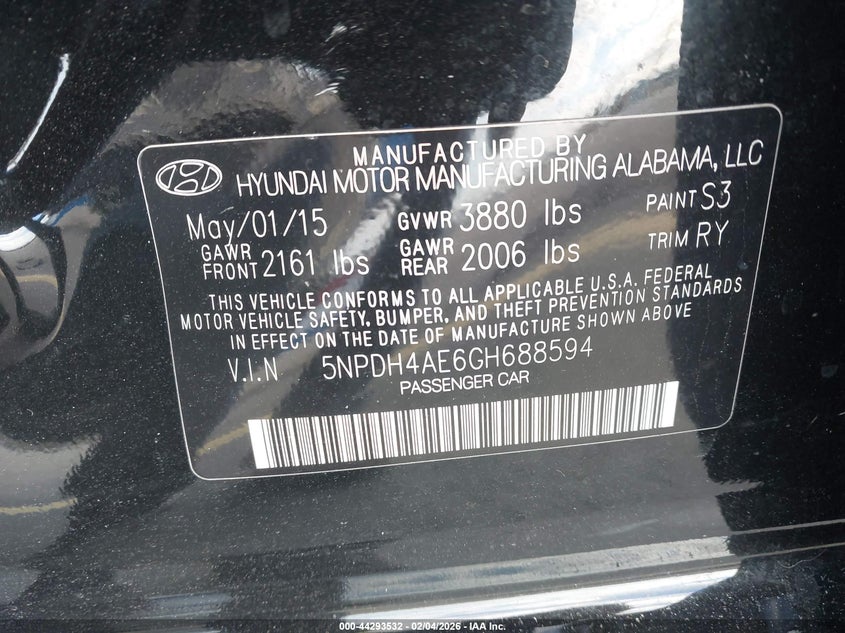 MANUFACTURED BY
HYUNDAI MOTOR MANUFACTURING ALABAMA, LLC
May/01/15 GVWR 3880 lbs PAINT S3
GAWR FRONT 2161 lbs GAWR REAR 2006 lbs TRIM RY
THIS VEHICLE CONFORMS TO ALL APPLICABLE U.S.A. FEDERAL
MOTOR VEHICLE SAFETY, BUMPER, AND THEFT PREVENTION STANDARDS
IN EFFECT ON THE DATE OF MANUFACTURE SHOWN ABOVE
V.I.N 5NPDH4AE6GH688594
PASSENGER CAR
000-44293532 - 02/04/2026 - IAA Inc.